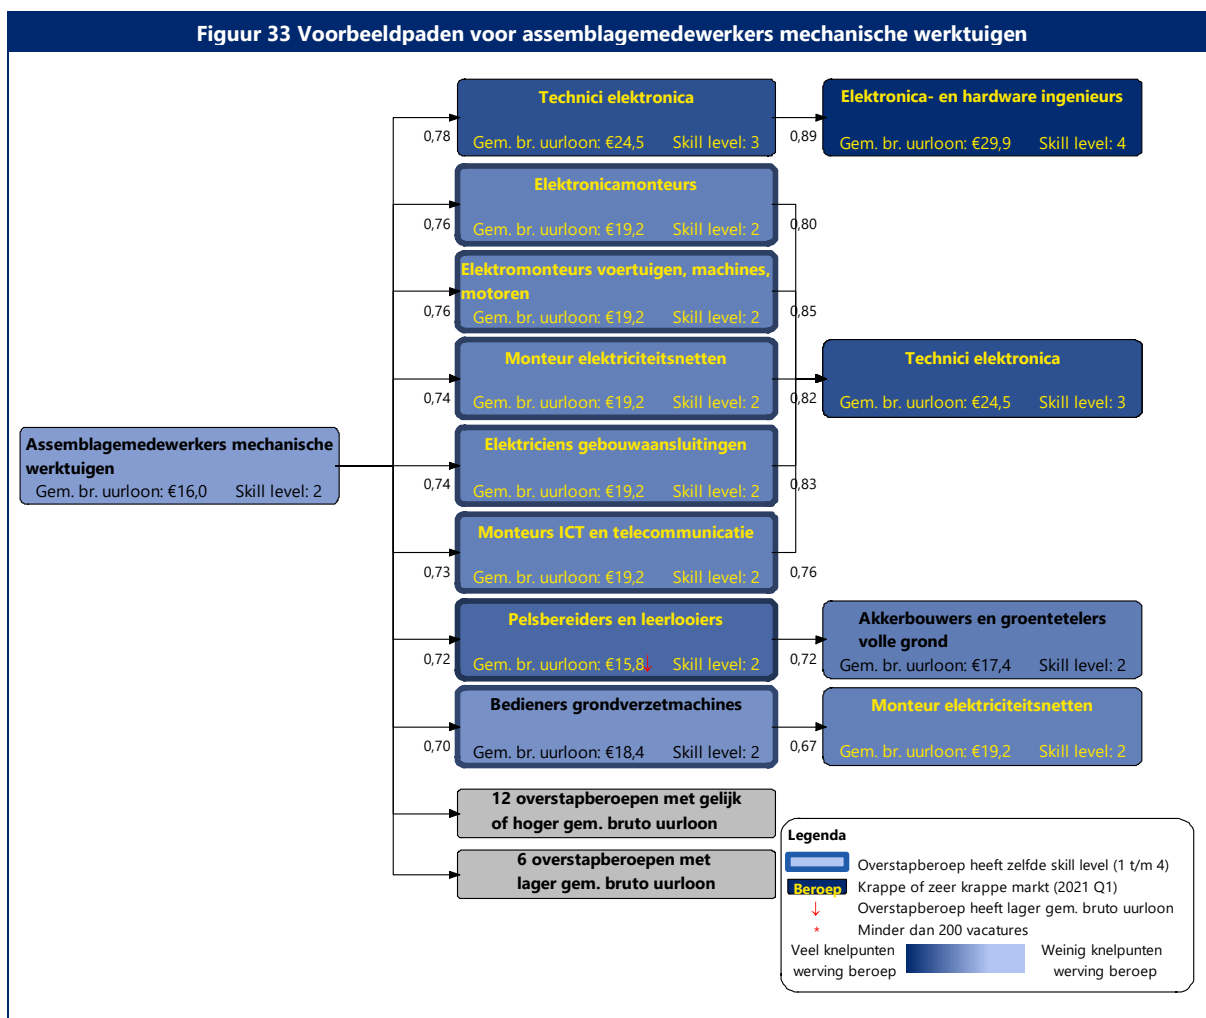 Figuur 33 Voorbeeldpaden voor assemblagemedewerkers mechanische werktuigen
Technici elektronica
Gem. br. uurloon: €24,5 Skill level: 3
Elektronica- en hardware ingenieurs
Gem. br. uurloon: €29,9 Skill level: 4
0,78
0,89
Elektronicamonteurs
Gem. br. uurloon: €19,2 Skill level: 2
0,76
0,80
Elektromonteurs voertuigen, machines,
motoren
Gem. br. uurloon: €19,2 Skill level: 2
0,76
0,85
Monteur elektriciteitsnetten
Gem. br. uurloon: €19,2 Skill level: 2
0,74
0,82
Technici elektronica
Gem. br. uurloon: €24,5 Skill level: 3
Assemblagemedewerkers mechanische
werktuigen
Gem. br. uurloon: €16,0 Skill level: 2
Elektriciens gebouwaansluitingen
Gem. br. uurloon: €19,2 Skill level: 2
0,74
0,83
Monteurs ICT en telecommunicatie
Gem. br. uurloon: €19,2 Skill level: 2
0,73
0,76
Pelsbereiders en leerlooiers
Gem. br. uurloon: €15,8↓ Skill level: 2
0,72
0,72
Akkerbouwers en groentetelers
volle grond
Gem. br. uurloon: €17,4 Skill level: 2
Bedieners grondverzetmachines
Gem. br. uurloon: €18,4 Skill level: 2
0,70
0,67
Monteur elektriciteitsnetten
Gem. br. uurloon: €19,2 Skill level: 2
12 overstapberoepen met gelijk
of hoger gem. bruto uurloon
6 overstapberoepen met
lager gem. bruto uurloon
Legenda
Overstapberoep heeft zelfde skill level (1 t/m 4)
Beroep Krappe of zeer krappe markt (2021 Q1)
↓ Overstapberoep heeft lager gem. bruto uurloon
* Minder dan 200 vacatures
Veel knelpunten
werving beroep
Weinig knelpunten
werving beroep